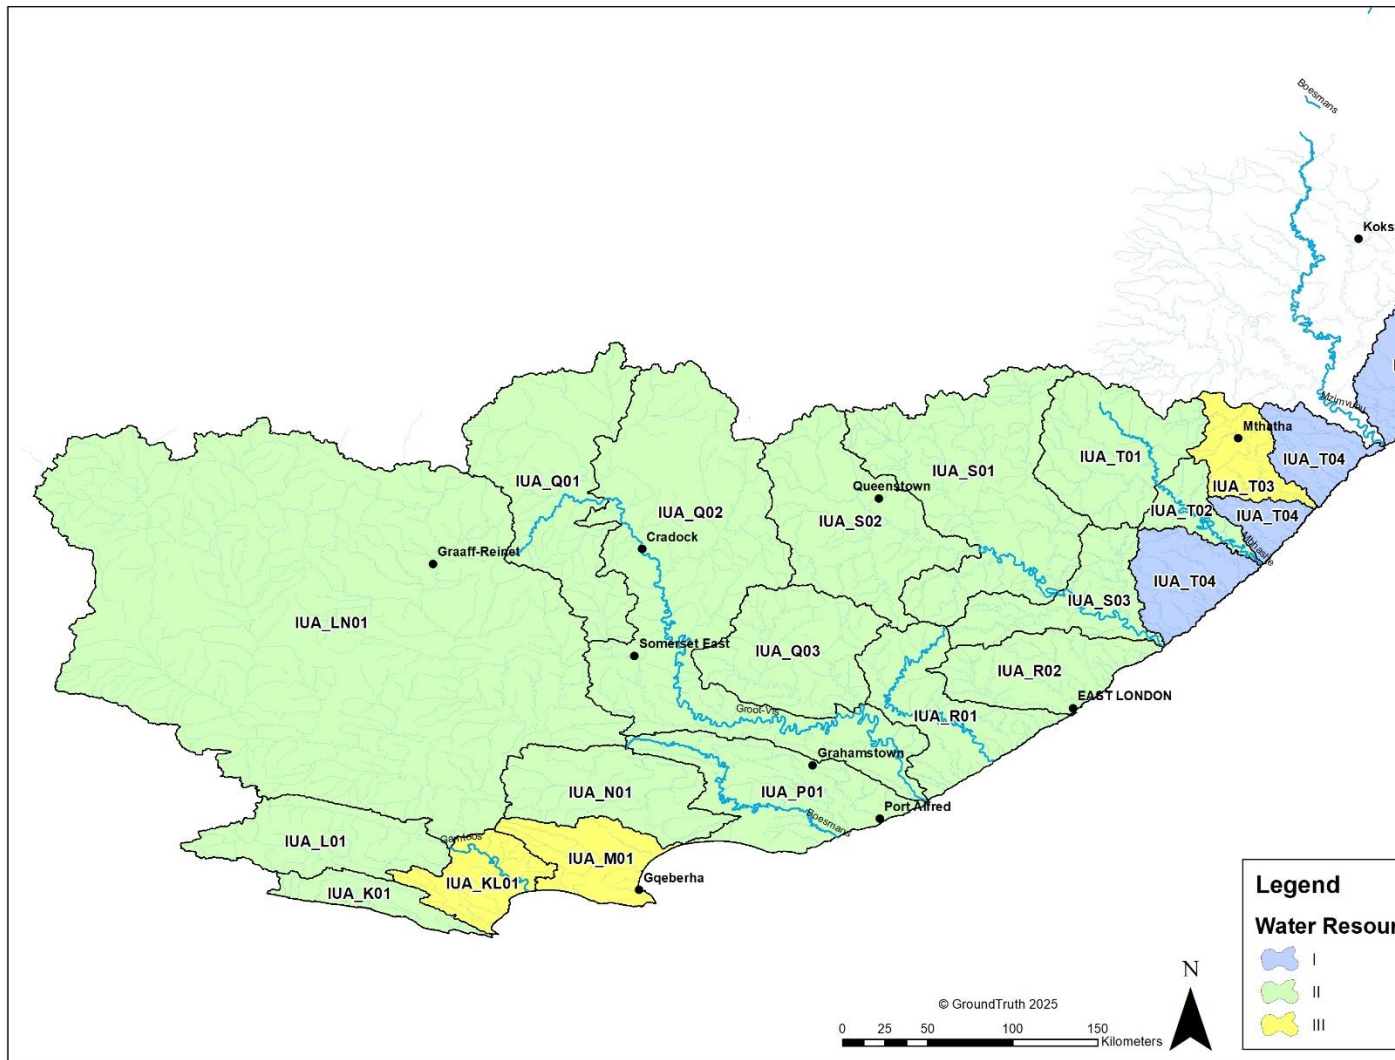 Boesmans
Koks
Mzimvubu
Mthatha
IUA_T04
IUA_T01
IUA_S01
IUA_Q01
Queenstown
IUA_T03
IUA_Q02
IUA_S02
IUA_T02
IUA_T04
Cradock
Mbhashe
Graaff-Reinet
IUA_T04
IUA_S03
IUA_LN01
Somerset East
IUA_Q03
IUA_R02
EAST LONDON
Groot-Vis
IUA_R01
Grahamstown
IUA_N01
IUA_P01
Port Alfred
Boesmans
Gamtoos
IUA_L01
IUA_M01
IUA_KL01
Gqeberha
IUA_K01
Legend
Water Resour
I
II
III
N
© GroundTruth 2025
0 25 50 100 150
Kilometers